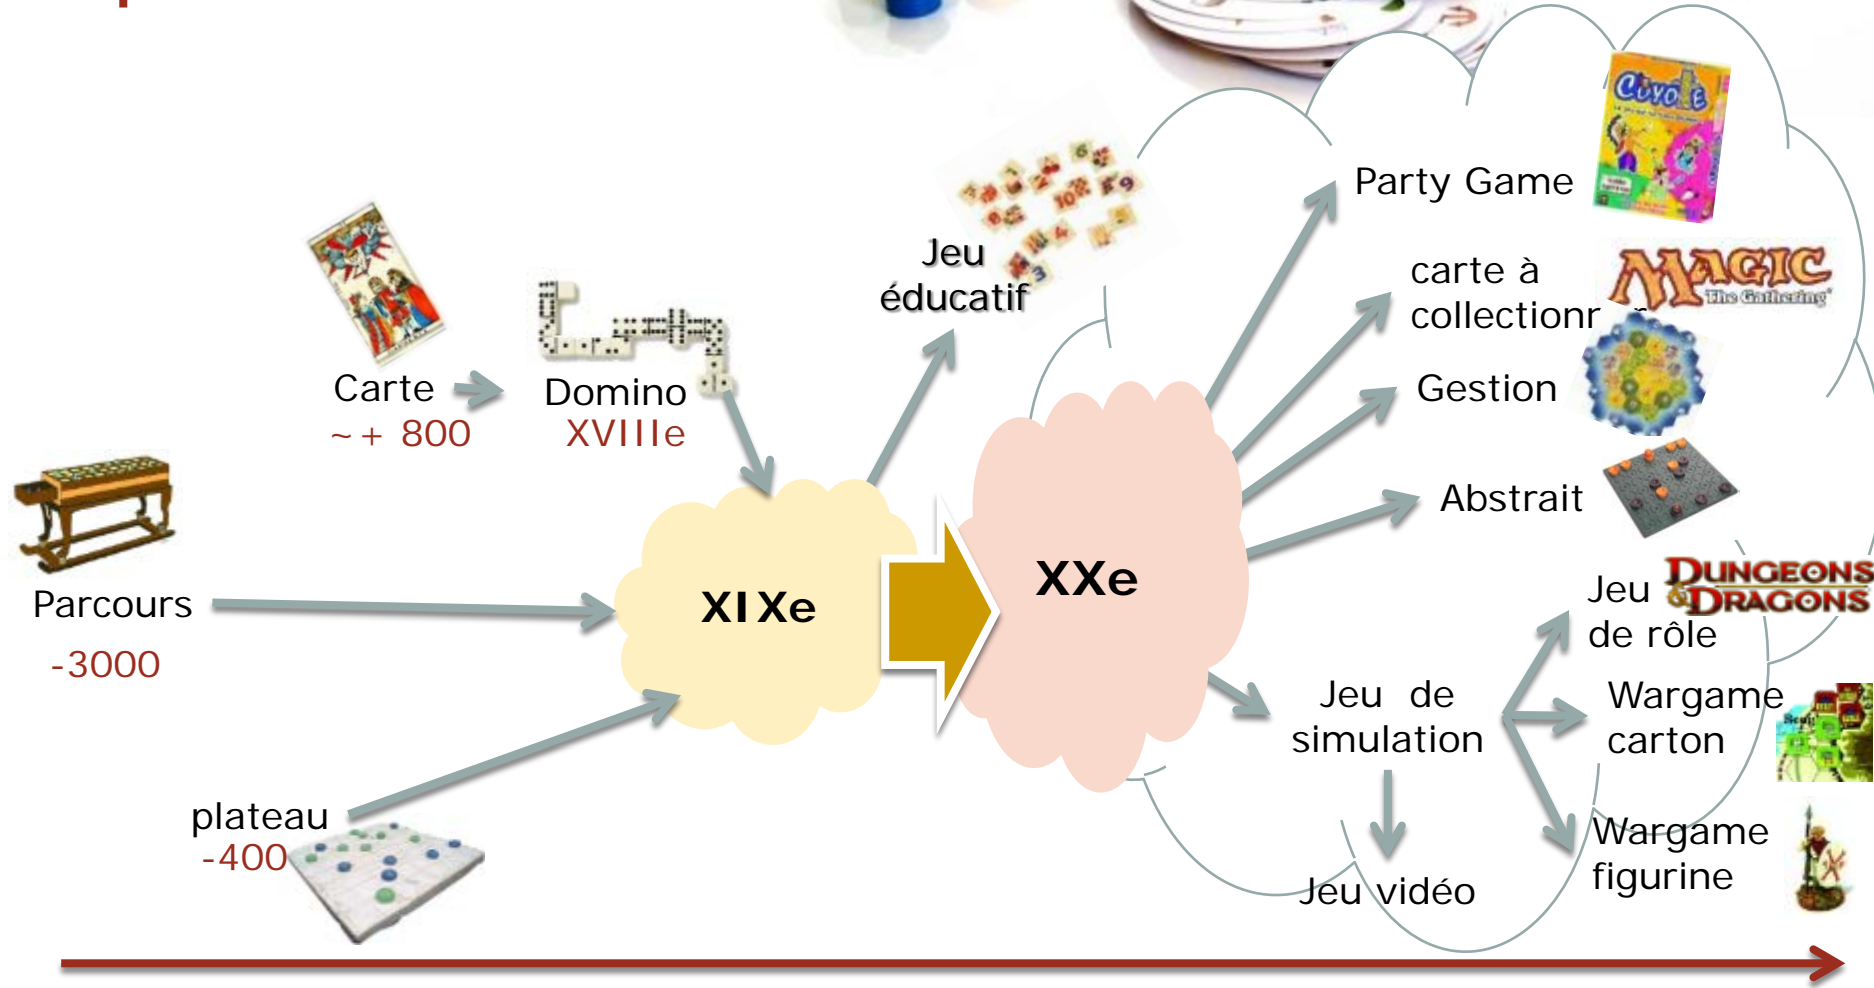 Party Game
CUYOTE
carte à
collectionr
MAGIC
The Gathering
Jeu
éducatif
Carte
~+ 800
Domino
XVIIIe
Gestion
Abstrait
Parcours
-3000
XIXe
XXe
Jeu
de rôle
DUNGEONS
& DRAGONS
Jeu de
simulation
Wargame
carton
plateau
-400
Wargame
figurine
Jeu vidéo